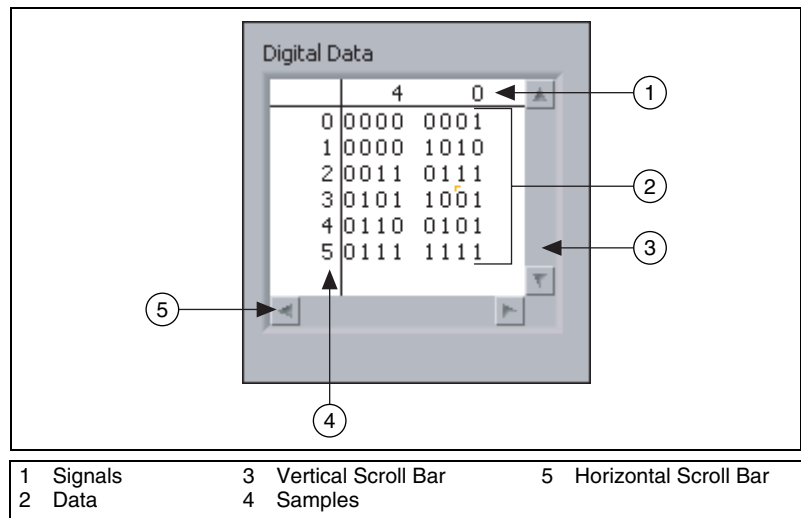 Digital Data
4 0 1
0 0000 0001
1 0000 1010
2 0011 0111 2
3 0101 1001
4 0110 0101
5 0111 1111 3
5
4
1 Signals 3 Vertical Scroll Bar 5 Horizontal Scroll Bar
2 Data 4 Samples